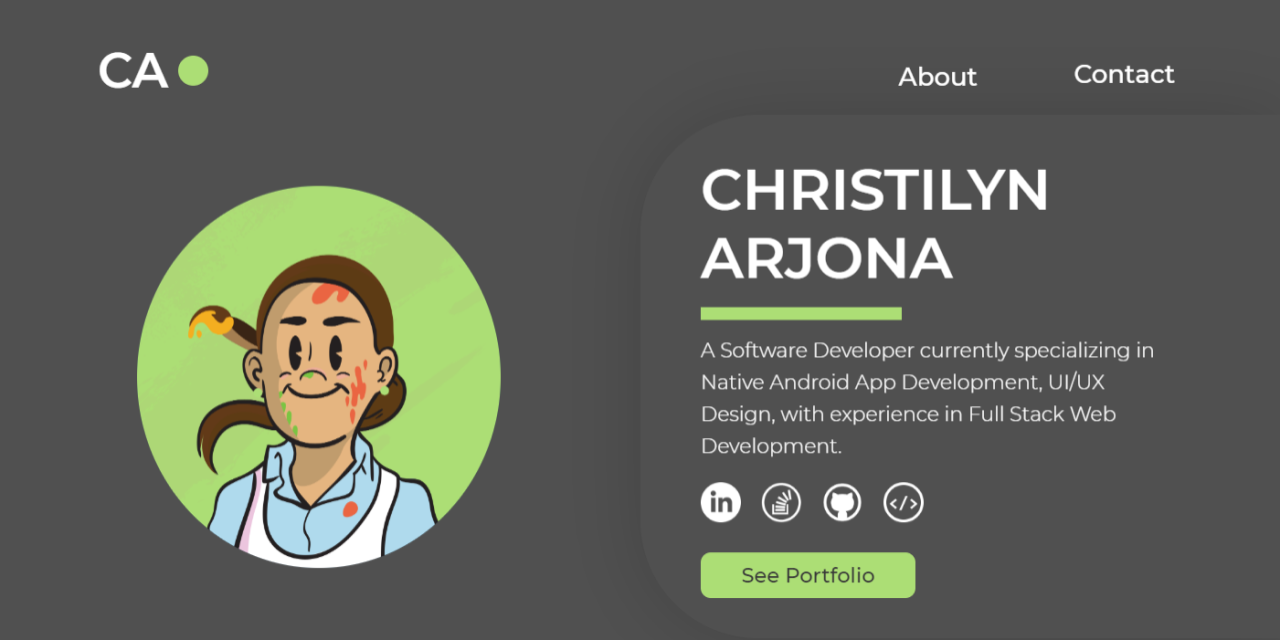 CA
About
Contact
CHRISTILYN
ARJONA
A Software Developer currently specializing in
Native Android App Development, UI/UX
Design, with experience in Full Stack Web
Development.
in
</>
See Portfolio